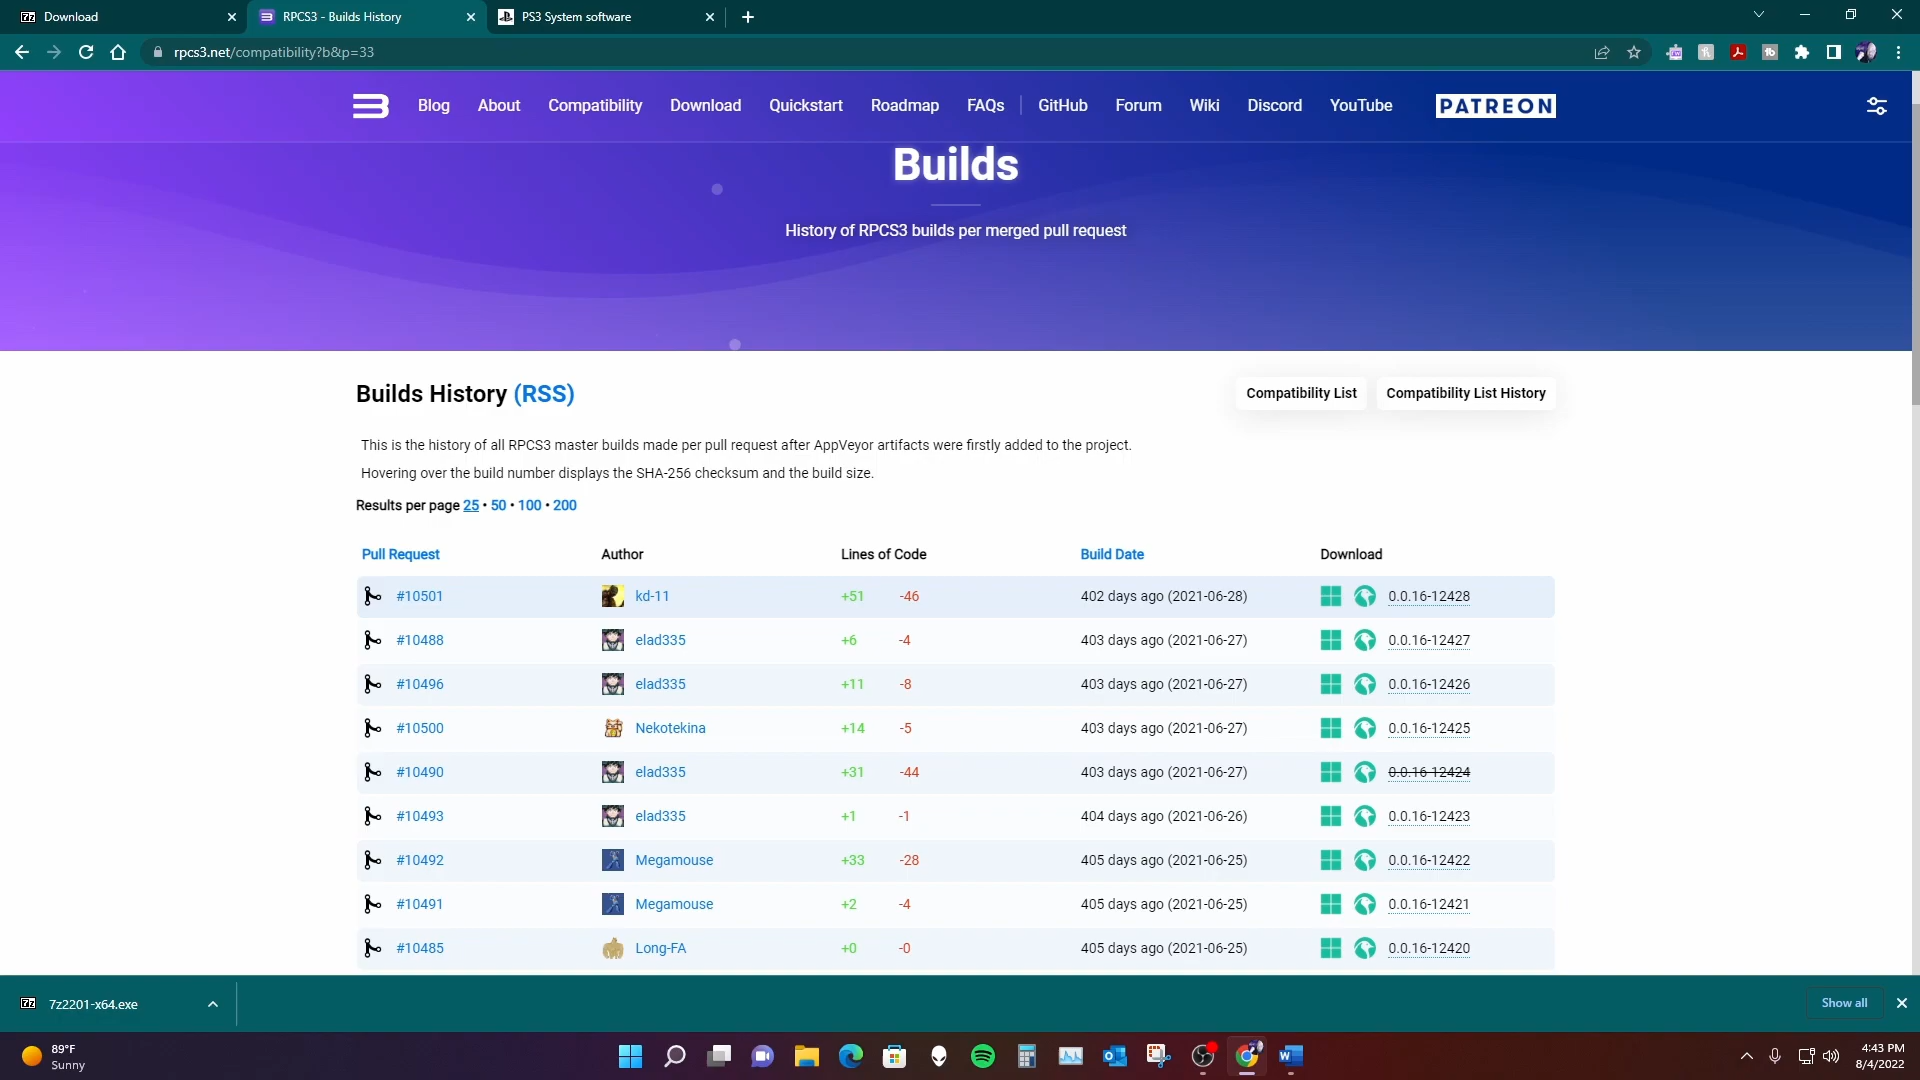 Download
RPCS3 - Builds History
PS3 System software
rpcs3.net/compatibility?b&p=33
Blog About Compatibility Download Quickstart Roadmap FAQs GitHub Forum Wiki Discord YouTube PATREON
Builds
History of RPCS3 builds per merged pull request
Builds History (RSS)
Compatibility List Compatibility List History
This is the history of all RPCS3 master builds made per pull request after AppVeyor artifacts were firstly added to the project.
Hovering over the build number displays the SHA-256 checksum and the build size.
Results per page 25 • 50 • 100 • 200
Pull Request Author Lines of Code Build Date Download
#10501 kd-11 +51 -46 402 days ago (2021-06-28) 0.0.16-12428
#10488 elad335 +6 -4 403 days ago (2021-06-27) 0.0.16-12427
#10496 elad335 +11 -8 403 days ago (2021-06-27) 0.0.16-12426
#10500 Nekotekina +14 -5 403 days ago (2021-06-27) 0.0.16-12425
#10490 elad335 +31 -44 403 days ago (2021-06-27) 0.0.16-12424
#10493 elad335 +1 -1 404 days ago (2021-06-26) 0.0.16-12423
#10492 Megamouse +33 -28 405 days ago (2021-06-25) 0.0.16-12422
#10491 Megamouse +2 -4 405 days ago (2021-06-25) 0.0.16-12421
#10485 Long-FA +0 -0 405 days ago (2021-06-25) 0.0.16-12420
7z2201-x64.exe
Show all
89°F
Sunny
4:43 PM
8/4/2022